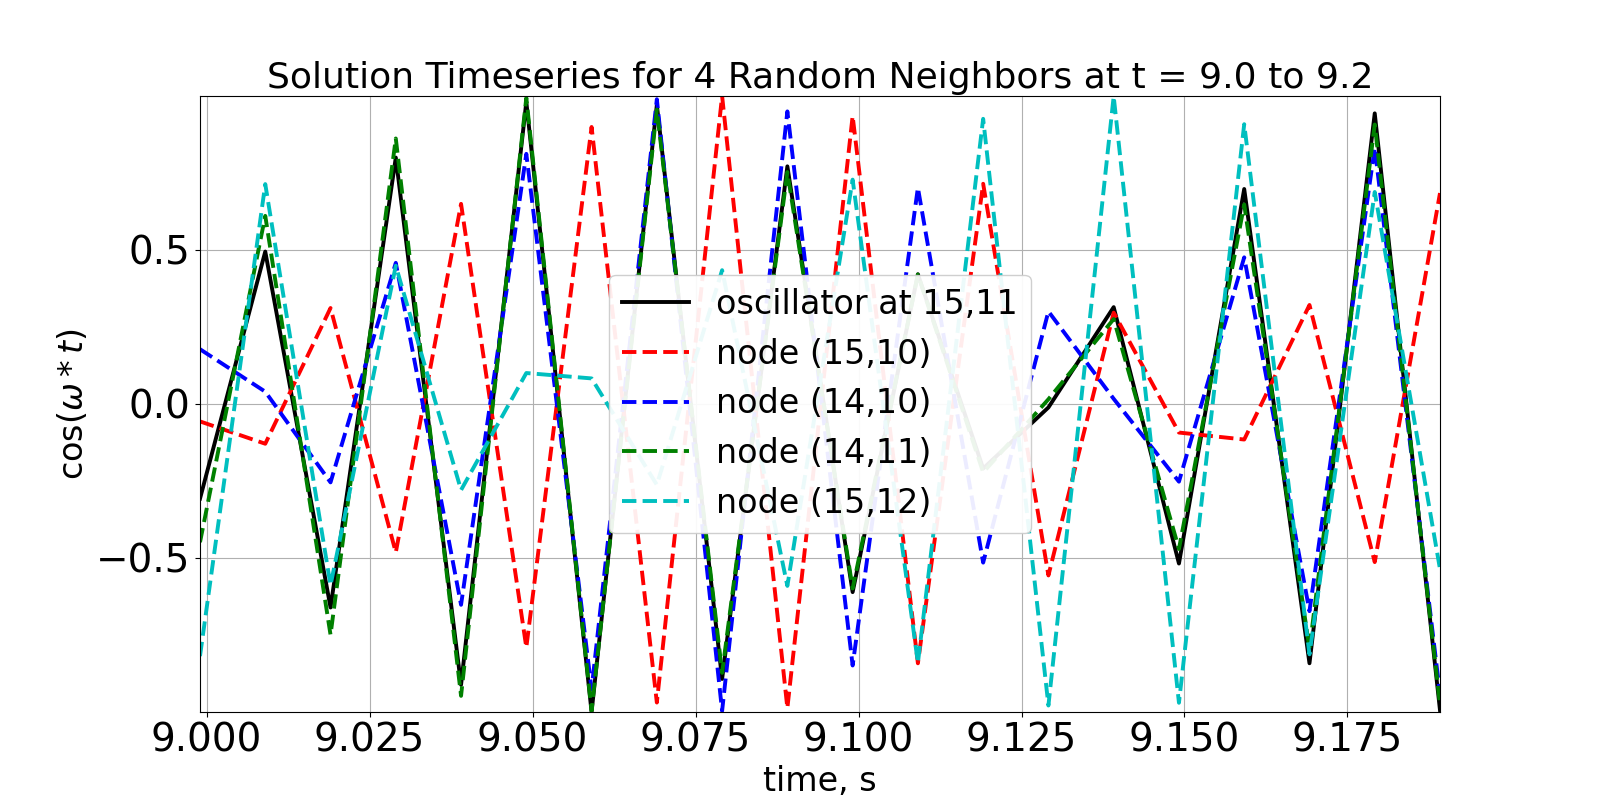 Solution Timeseries for 4 Random Neighbors at t = 9.0 to 9.2
cos(ω * t)
0.5
0.0
−0.5
oscillator at 15,11
node (15,10)
node (14,10)
node (14,11)
node (15,12)
9.000 9.025 9.050 9.075 9.100 9.125 9.150 9.175
time, s